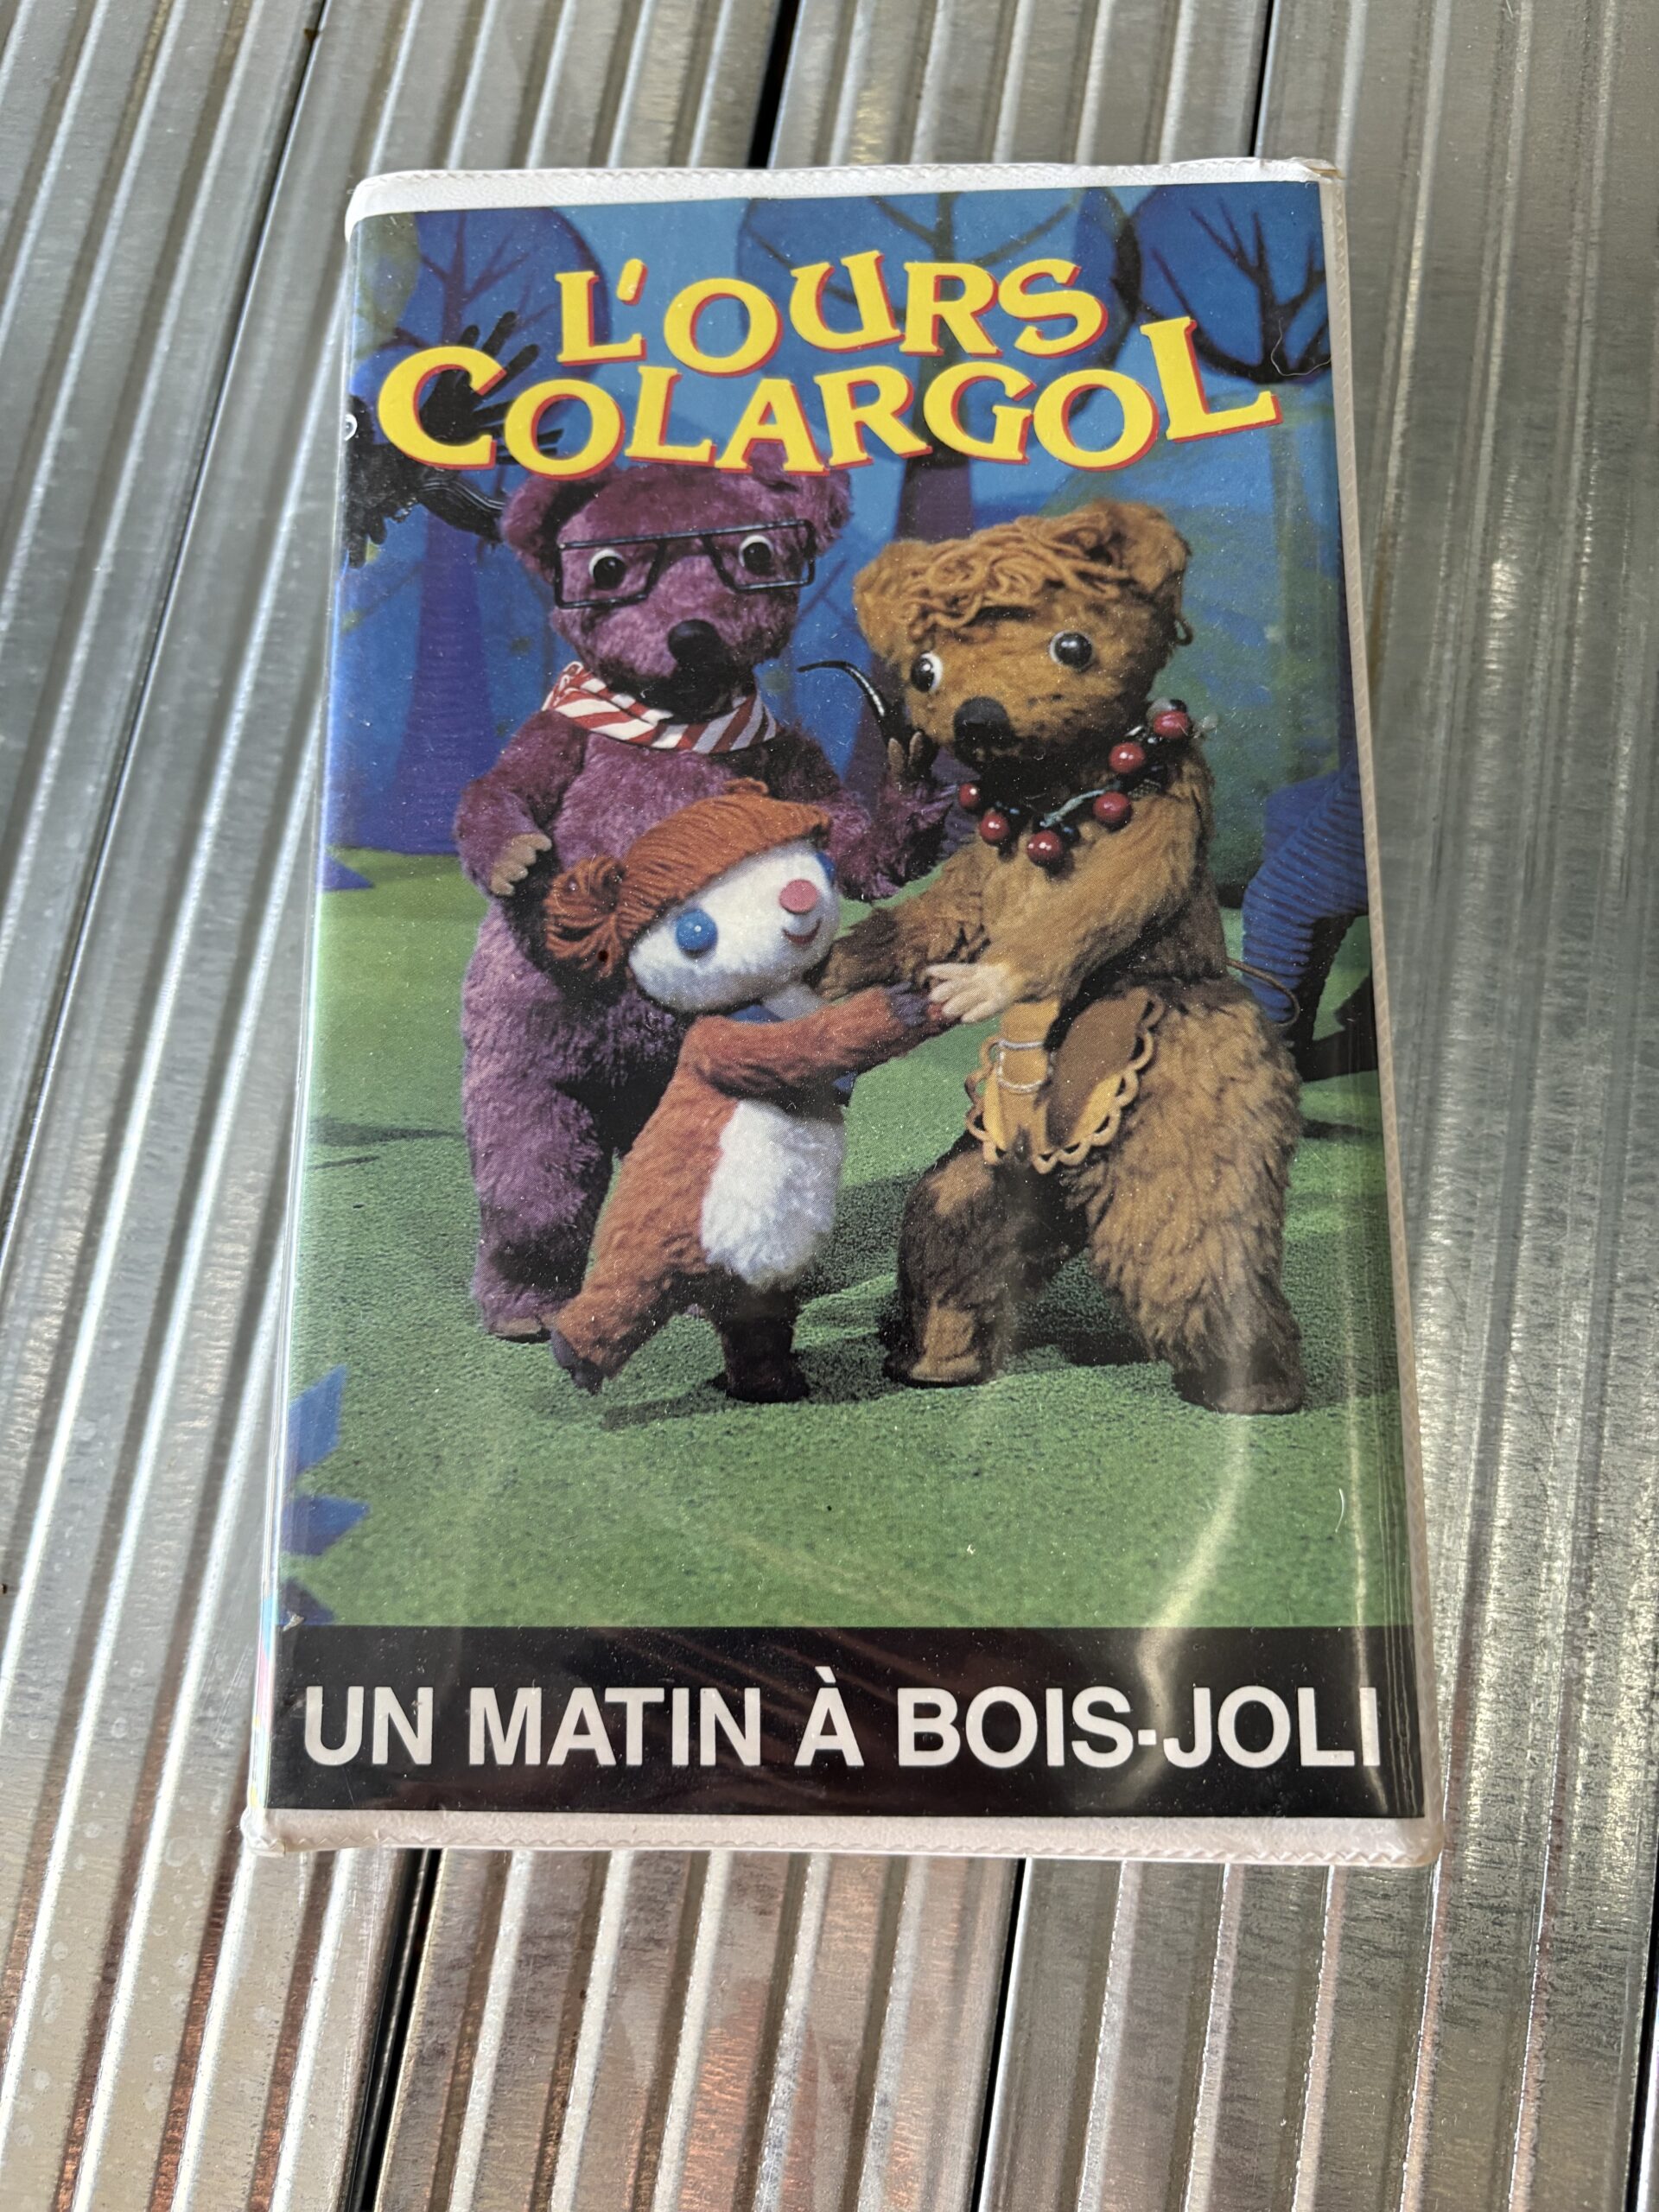 L'OURS
COLARGOL
UN MATIN À BOIS-JOLI